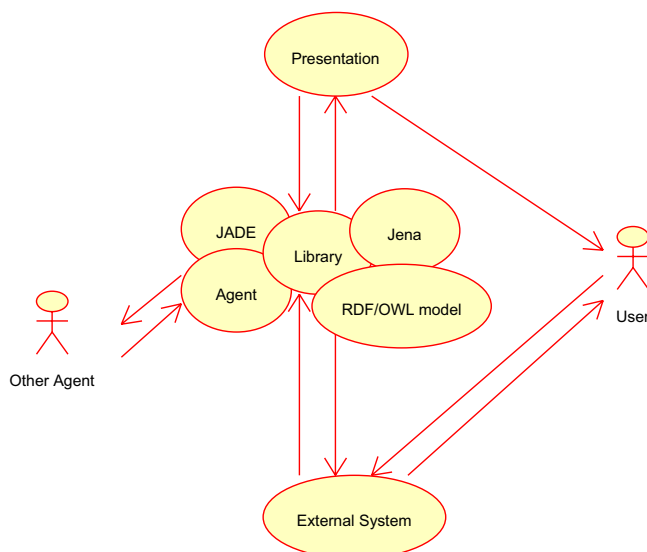 Presentation
JADE
Jena
Library
Agent
RDF/OWL model
User
Other Agent
External System